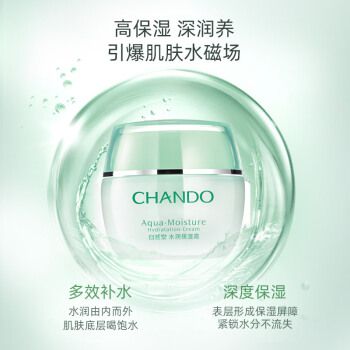 高保湿 深润养
引爆肌肤水磁场
CHANDO
Aqua-Moisture
Hydratation-Cream
自然堂 水润保湿霜
多效补水
水润由内而外
肌肤底层喝饱水
深度保湿
表层形成保湿屏障
紧锁水分不流失